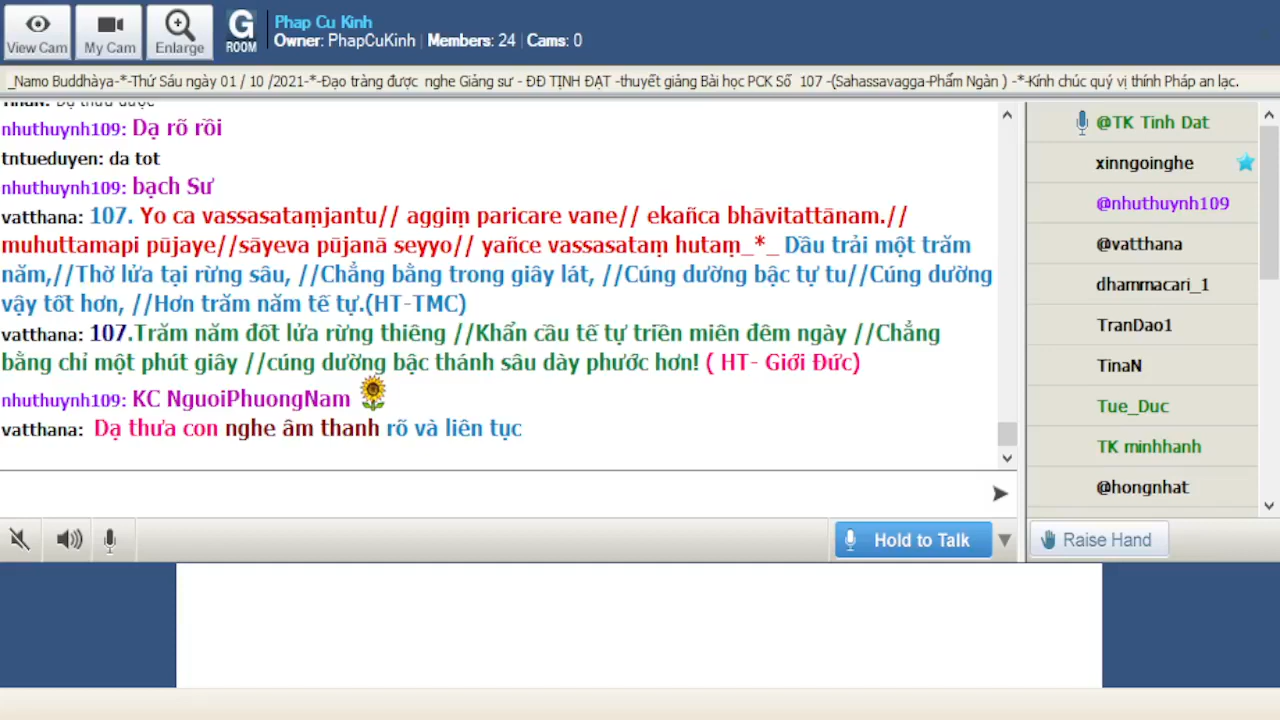 Phap Cu Kinh
Owner: PhapCuKinh | Members: 24 | Cams: 0
View Cam
My Cam
Enlarge
G
ROOM
_Namo Buddhàya-*-Thứ Sáu ngày 01 / 10 /2021-*-Đạo tràng được nghe Giảng sư - ĐĐ TỊNH ĐẠT -thuyết giảng Bài học PCK Số 107 -(Sahassavagga-Phẩm Ngàn ) -*-Kính chúc quý vị thính Pháp an lạc.
nhuthuynh109: Dạ rõ rồi
tntueduyen: da tot
nhuthuynh109: bạch Sư
vatthana: 107. Yo ca vassasataṃjantu// aggiṃ paricare vane// ekañca bhāvitattānam.//
muhuttamapi pūjaye//sāyeva pūjanā seyyo// yañce vassasataṃ hutaṃ_*_ Dầu trải một trăm
năm,//Thờ lửa tại rừng sâu, //Chẳng bằng trong giây lát, //Cúng dường bậc tự tu//Cúng dường
vậy tốt hơn, //Hơn trăm năm tế tự.(HT-TMC)
vatthana: 107.Trăm năm đốt lửa rừng thiêng //Khẩn cầu tế tự triền miên đêm ngày //Chẳng
bằng chỉ một phút giây //cúng dường bậc thánh sâu dày phước hơn! ( HT- Giới Đức)
nhuthuynh109: KC NguoiPhuongNam
vatthana: Dạ thưa con nghe âm thanh rõ và liên tục
@TK Tinh Dat
xinngoinghe
@nhuthuynh109
@vatthana
dhammacari_1
TranDao1
TinaN
Tue_Duc
TK minhhanh
@hongnhat
Hold to Talk
Raise Hand